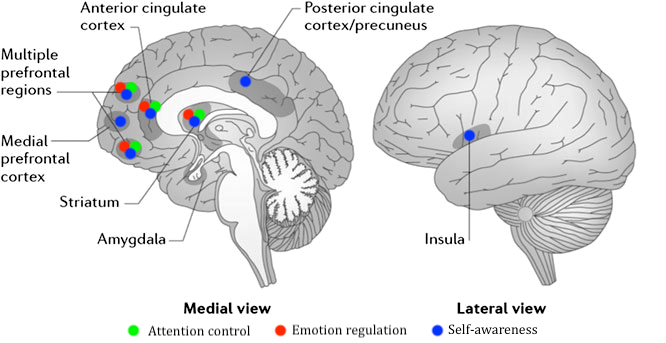 Anterior cingulate
cortex
Posterior cingulate
cortex/precuneus
Multiple
prefrontal
regions
Medial
prefrontal
cortex
Striatum
Amygdala
Insula
Medial view
Lateral view
Attention control
Emotion regulation
Self-awareness